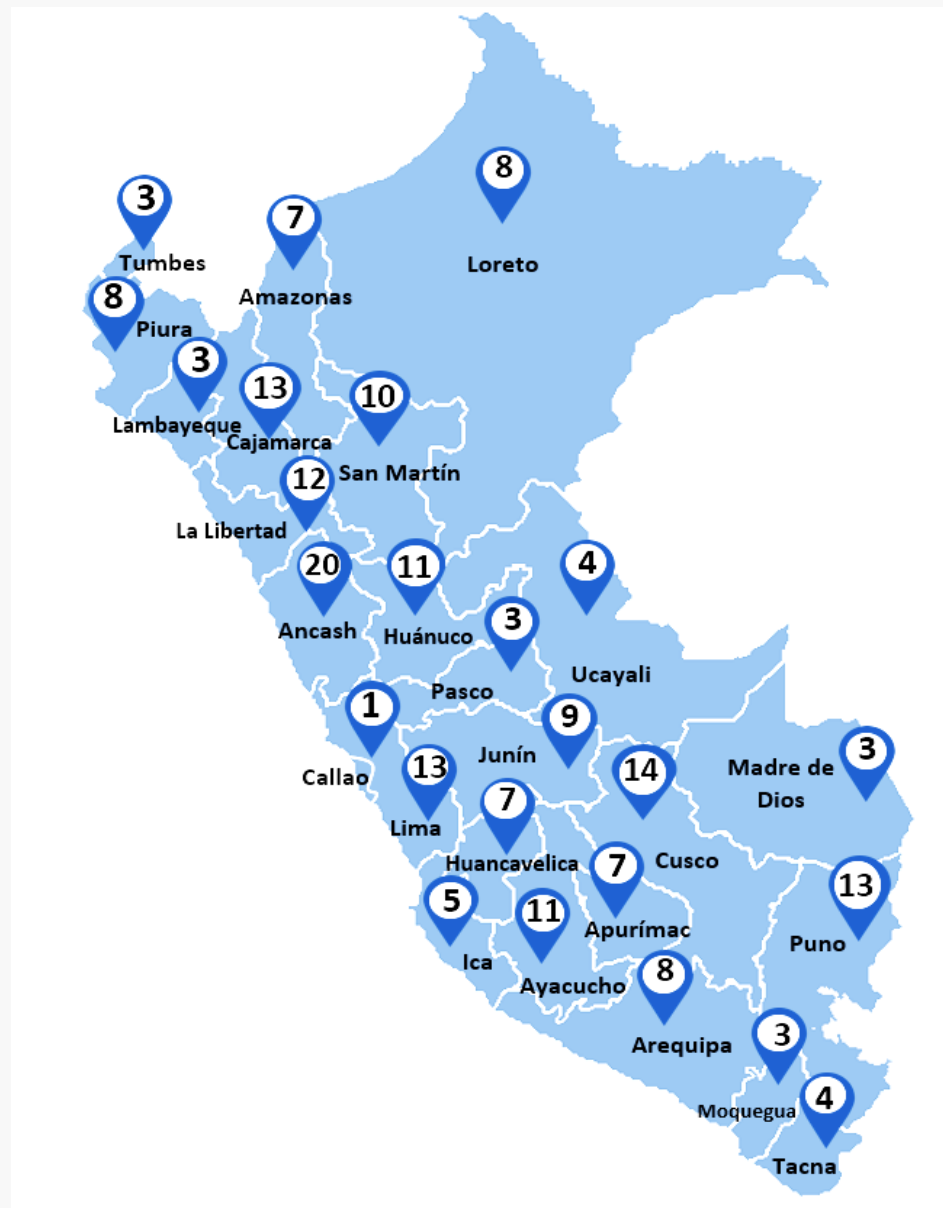 8
Loreto
3
Tumbes
7
Amazonas
8
Piura
3
Lambayeque
13
Cajamarca
10
San Martín
12
La Libertad
20
Ancash
11
Huánuco
4
Ucayali
3
Pasco
1
Callao
9
Junín
13
Lima
14
Cusco
3
Madre de
Dios
7
Huancavelica
7
Apurímac
13
Puno
5
Ica
11
Ayacucho
8
Arequipa
3
Moquegua
4
Tacna